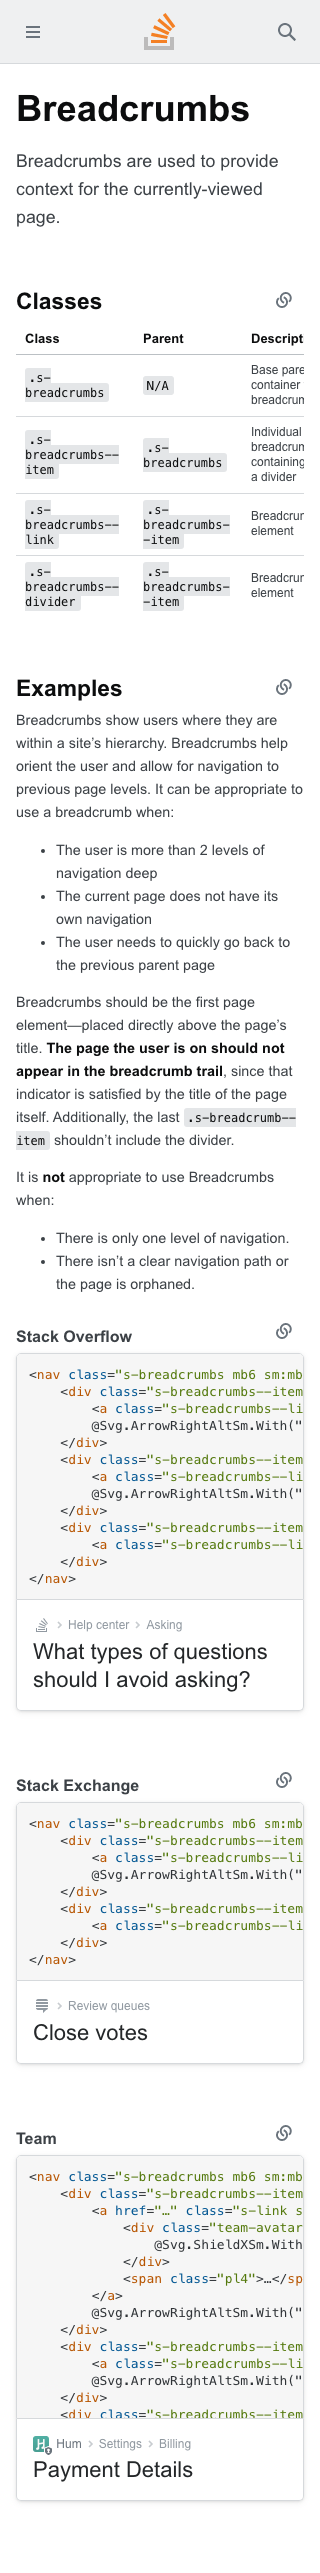 Breadcrumbs
Breadcrumbs are used to provide
context for the currently-viewed
page.
Classes
Class Parent Descript
.s-
breadcrumbs
N/A
Base pare
container
breadcrum
.s-
breadcrumbs--
item
.s-
breadcrumbs
Individual
breadcrum
containing
a divider
.s-
breadcrumbs--
link
.s-
breadcrumbs-
-item
Breadcrur
element
.s-
breadcrumbs--
divider
.s-
breadcrumbs-
-item
Breadcrur
element
Examples
Breadcrumbs show users where they are
within a site’s hierarchy. Breadcrumbs help
orient the user and allow for navigation to
previous page levels. It can be appropriate to
use a breadcrumb when:
• The user is more than 2 levels of
navigation deep
• The current page does not have its
own navigation
• The user needs to quickly go back to
the previous parent page
Breadcrumbs should be the first page
element—placed directly above the page’s
title. The page the user is on should not
appear in the breadcrumb trail, since that
indicator is satisfied by the title of the page
itself. Additionally, the last .s-breadcrumb--
item shouldn’t include the divider.
It is not appropriate to use Breadcrumbs
when:
• There is only one level of navigation.
• There isn’t a clear navigation path or
the page is orphaned.
Stack Overflow
<nav class="s-breadcrumbs mb6 sm:mb
<div class="s-breadcrumbs--item
<a class="s-breadcrumbs--li
@Svg.ArrowRightAltSm.With("
</div>
<div class="s-breadcrumbs--item
<a class="s-breadcrumbs--li
@Svg.ArrowRightAltSm.With("
</div>
<div class="s-breadcrumbs--item
<a class="s-breadcrumbs--li
</div>
</nav>
Help center Asking
What types of questions
should I avoid asking?
Stack Exchange
<nav class="s-breadcrumbs mb6 sm:mb
<div class="s-breadcrumbs--item
<a class="s-breadcrumbs--li
@Svg.ArrowRightAltSm.With("
</div>
<div class="s-breadcrumbs--item
<a class="s-breadcrumbs--li
</div>
</nav>
Review queues
Close votes
Team
<nav class="s-breadcrumbs mb6 sm:mb
<div class="s-breadcrumbs--item
<a href="…" class="s-link s
<div class="team-avatar
@Svg.ShieldXSm.With
</div>
<span class="pl4">…</sp
</a>
@Svg.ArrowRightAltSm.With("
</div>
<div class="s-breadcrumbs--item
<a class="s-breadcrumbs--li
@Svg.ArrowRightAltSm.With("
</div>
<div class="s-breadcrumbs--item
Hum Settings Billing
Payment Details